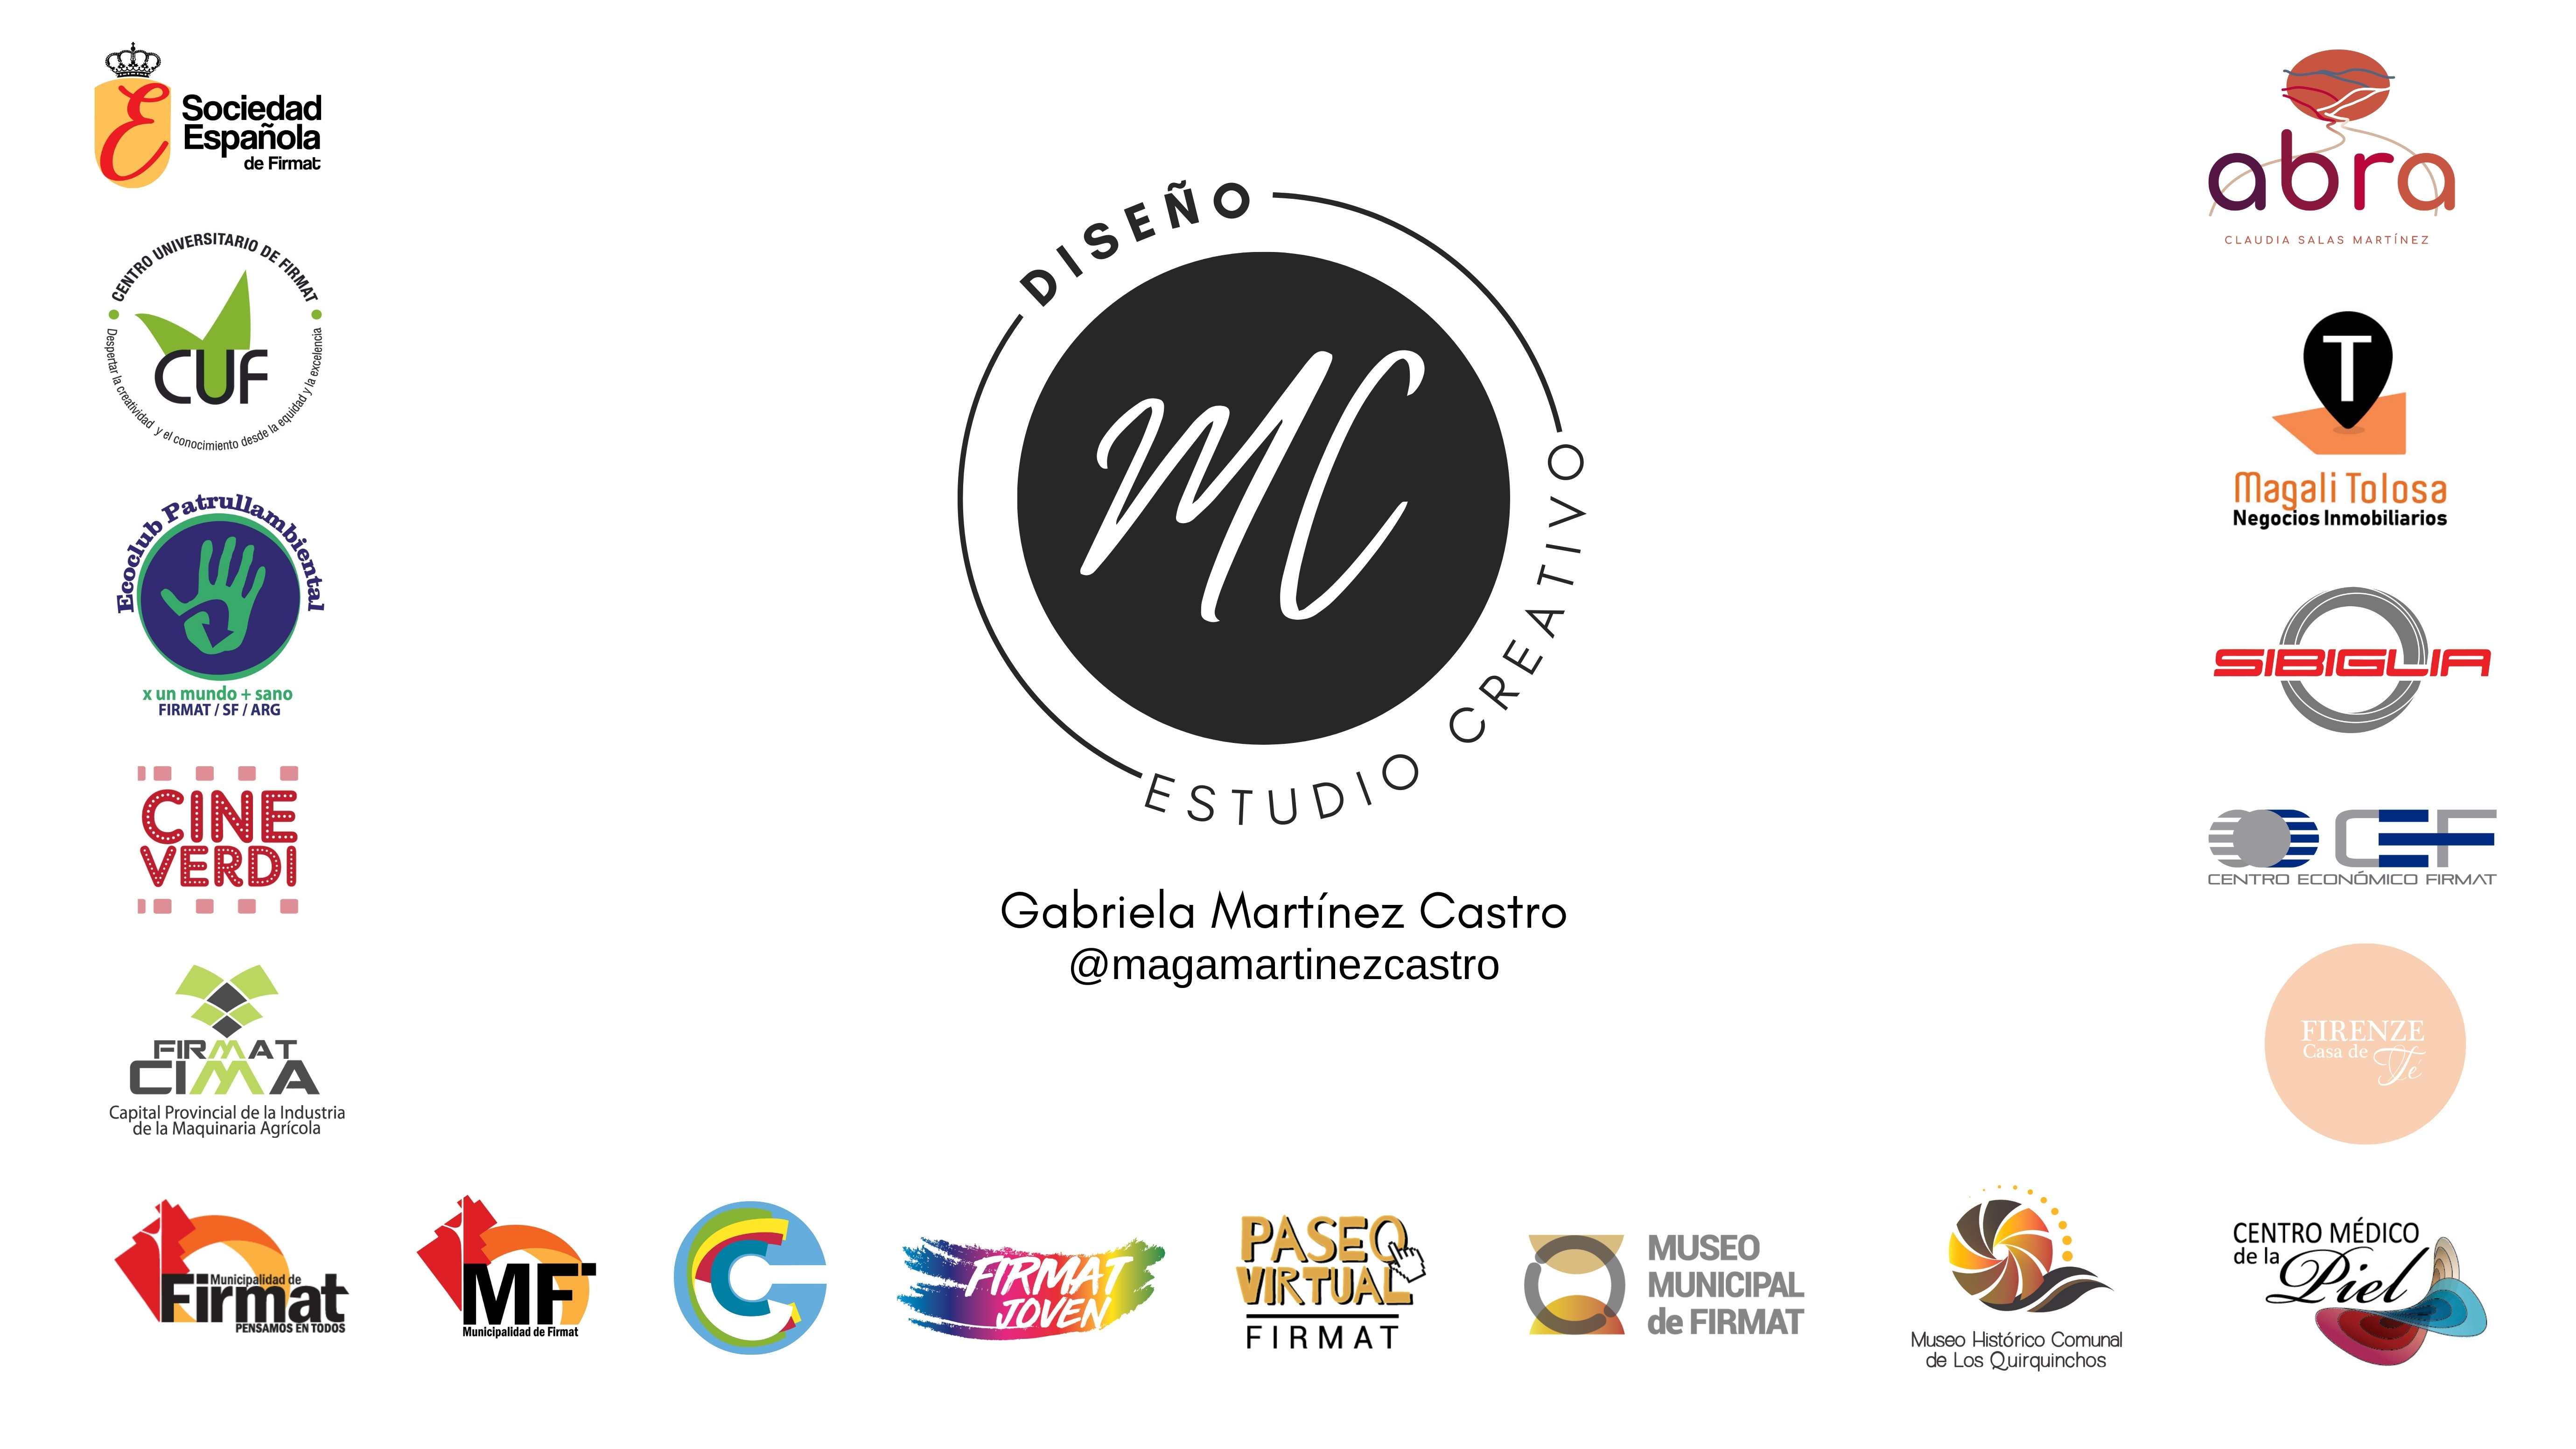 Sociedad
Española
de Firmat
CENTRO UNIVERSITARIO DE FIRMAT
CUF
Despertar la creatividad y el conocimiento desde la equidad y la excelencia
Ecoclub Patrullambiental
x un mundo + sano
FIRMAT / SF / ARG
CINE
VERDI
FIRMAT
CIMA
Capital Provincial de la Industria
de la Maquinaria Agrícola
DISEÑO
MC
ESTUDIO CREATIVO
Gabriela Martínez Castro
@magamartinezcastro
abra
CLAUDIA SALAS MARTÍNEZ
T
Magali Tolosa
Negocios Inmobiliarios
SIBIGLIA
CEF
CENTRO ECONÓMICO FIRMAT
FIRENZE
Casa de Té
Municipalidad de
Firmat
PENSAMOS EN TODOS
MF
Municipalidad de Firmat
CC
FIRMAT
JOVEN
PASEO
VIRTUAL
FIRMAT
MUSEO
MUNICIPAL
de FIRMAT
Museo Histórico Comunal
de Los Quirquinchos
CENTRO MÉDICO
de la
Piel